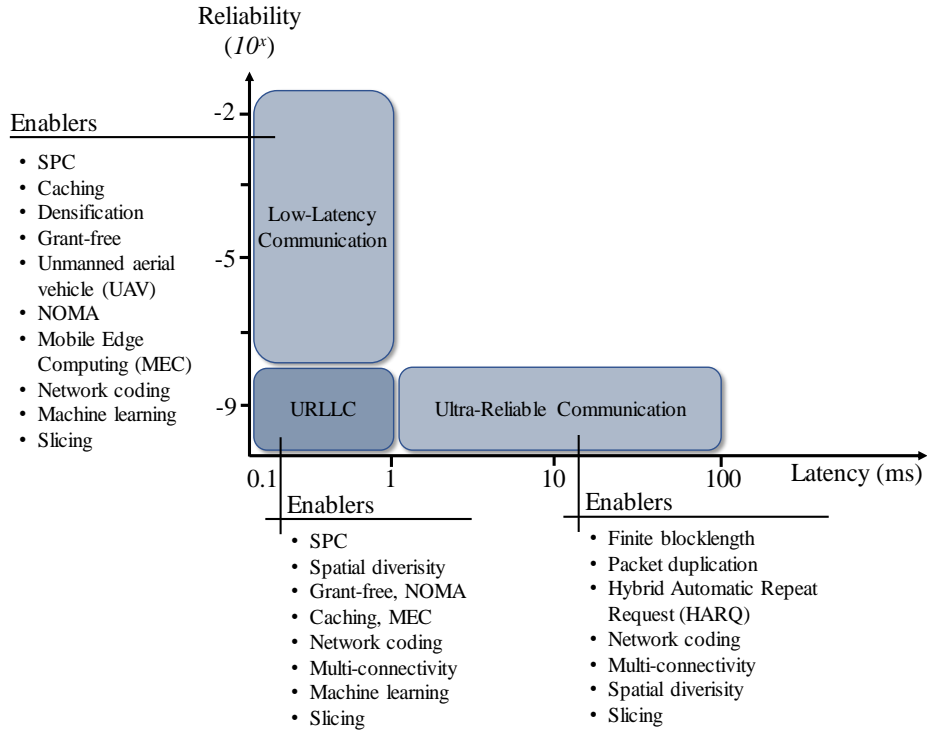 Reliability
(10^x)
-2
-5
-9
Enablers
• SPC
• Caching
• Densification
• Grant-free
• Unmanned aerial
vehicle (UAV)
• NOMA
• Mobile Edge
Computing (MEC)
• Network coding
• Machine learning
• Slicing
Low-Latency
Communication
URLLC
Ultra-Reliable Communication
0.1
1
10
100
Latency (ms)
Enablers
• SPC
• Spatial diverisity
• Grant-free, NOMA
• Caching, MEC
• Network coding
• Multi-connectivity
• Machine learning
• Slicing
Enablers
• Finite blocklength
• Packet duplication
• Hybrid Automatic Repeat
Request (HARQ)
• Network coding
• Multi-connectivity
• Spatial diverisity
• Slicing